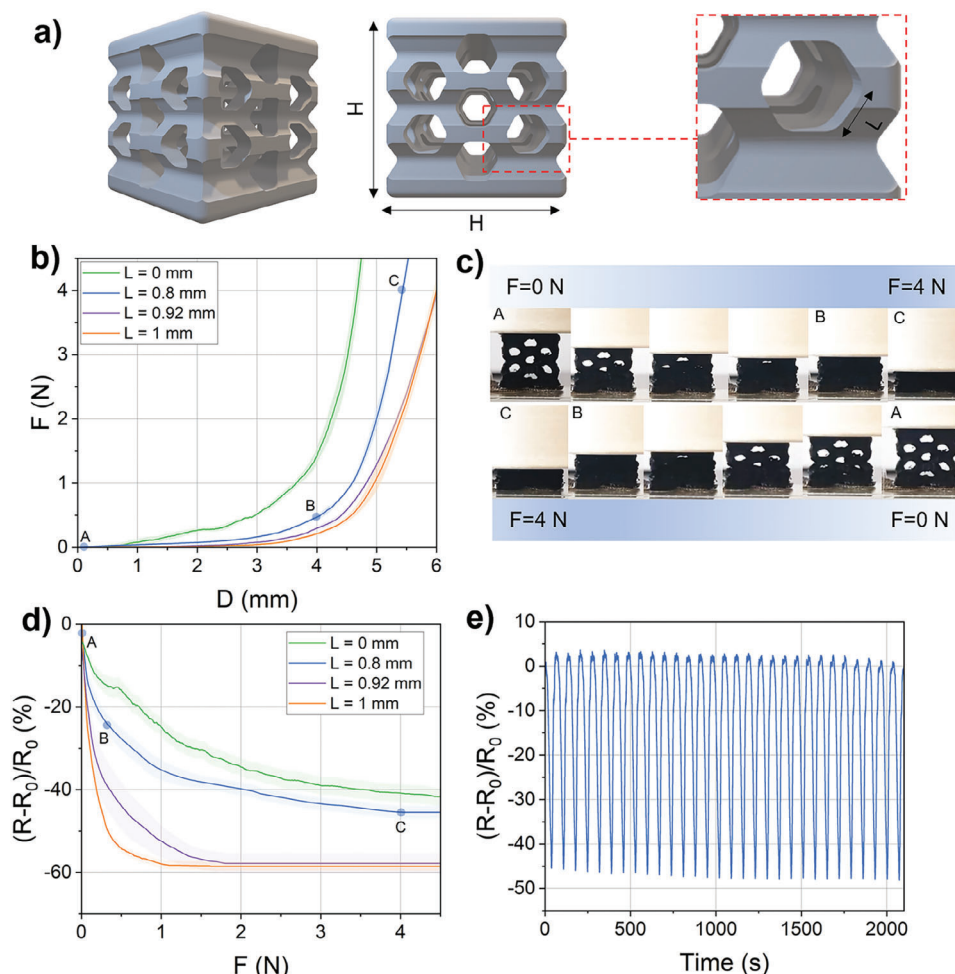 a)
H
H
L
b)
L = 0 mm
L = 0.8 mm
L = 0.92 mm
L = 1 mm
F (N)
4
3
2
1
0
A
B
C
0 1 2 3 4 5 6
D (mm)
c)
F=0 N F=4 N
A B C
C B A
F=4 N F=0 N
d)
L = 0 mm
L = 0.8 mm
L = 0.92 mm
L = 1 mm
(R-R₀)/R₀ (%)
0
-20
-40
-60
A
B
C
0 1 2 3 4
F (N)
e)
(R-R₀)/R₀ (%)
10
0
-10
-20
-30
-40
-50
0 500 1000 1500 2000
Time (s)